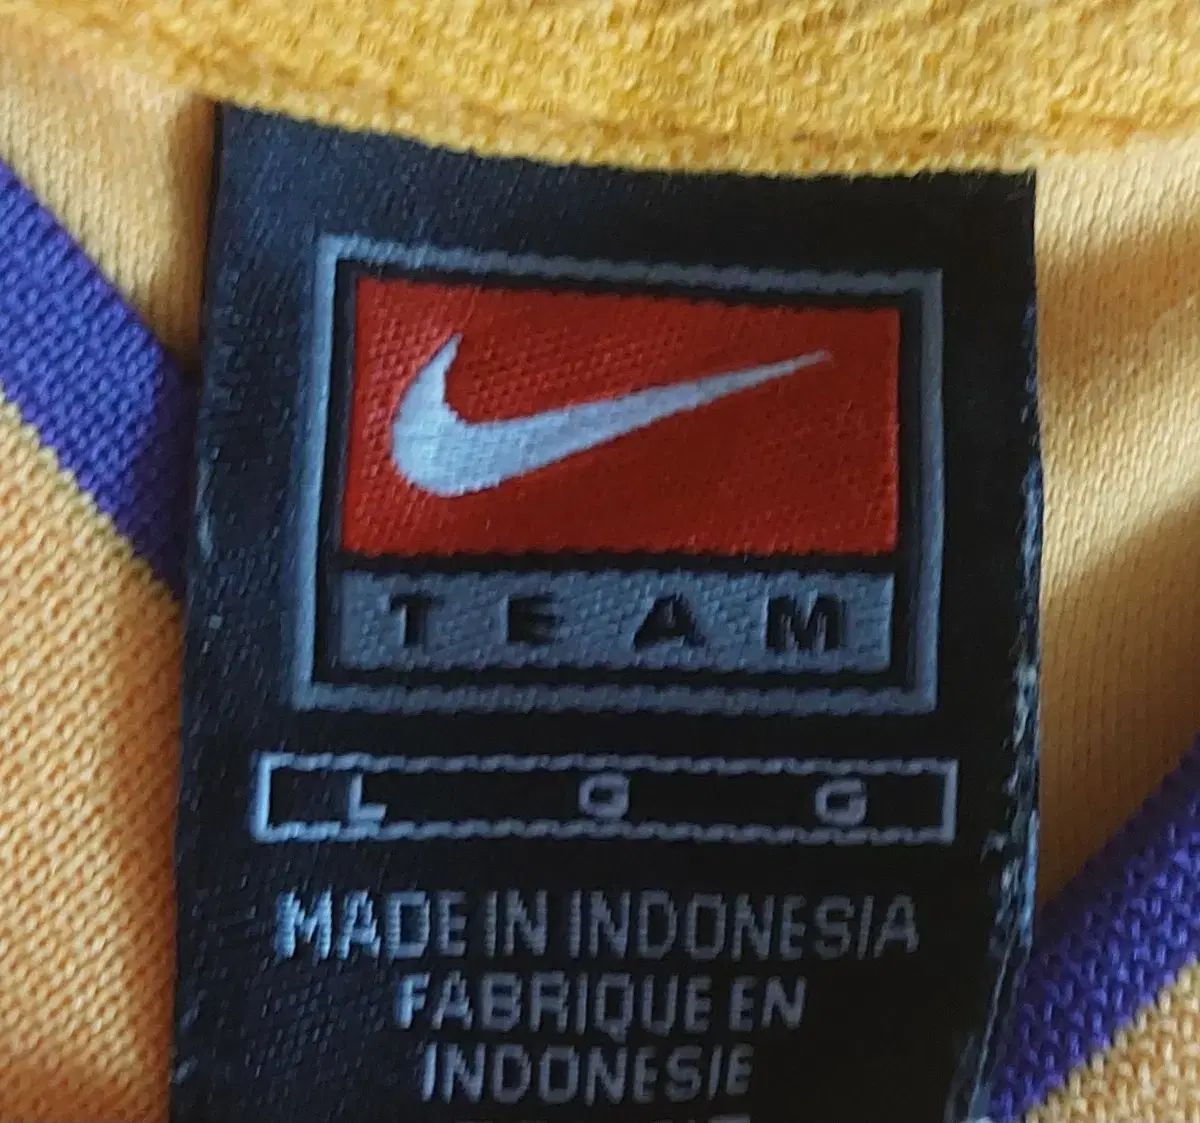 TEAM
L G G
MADE IN INDONESIA
FABRIQUE EN
INDONESIE